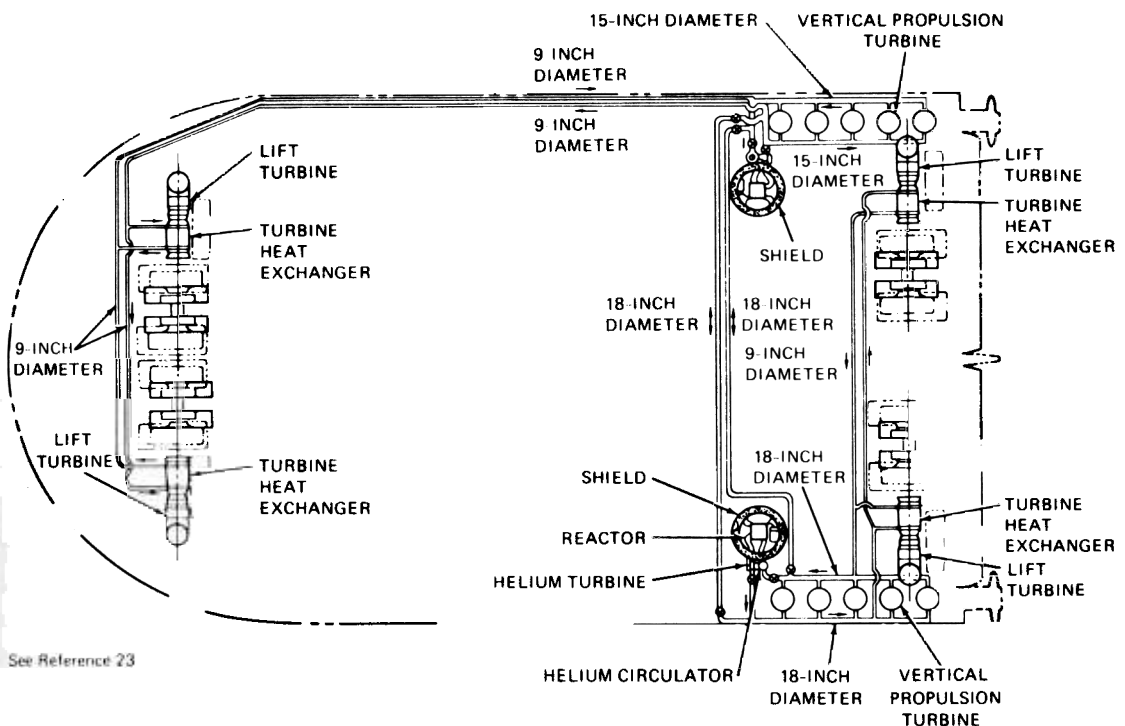 15-INCH DIAMETER
VERTICAL PROPULSION
TURBINE
9 INCH
DIAMETER
9-INCH
DIAMETER
LIFT
TURBINE
15-INCH
DIAMETER
LIFT
TURBINE
TURBINE
HEAT
EXCHANGER
TURBINE
HEAT
EXCHANGER
SHIELD
18-INCH
DIAMETER
18-INCH
DIAMETER
9-INCH
DIAMETER
9-INCH
DIAMETER
LIFT
TURBINE
TURBINE
HEAT
EXCHANGER
18-INCH
DIAMETER
SHIELD
REACTOR
HELIUM TURBINE
TURBINE
HEAT
EXCHANGER
LIFT
TURBINE
See Reference 23
HELIUM CIRCULATOR
18-INCH
DIAMETER
VERTICAL
PROPULSION
TURBINE